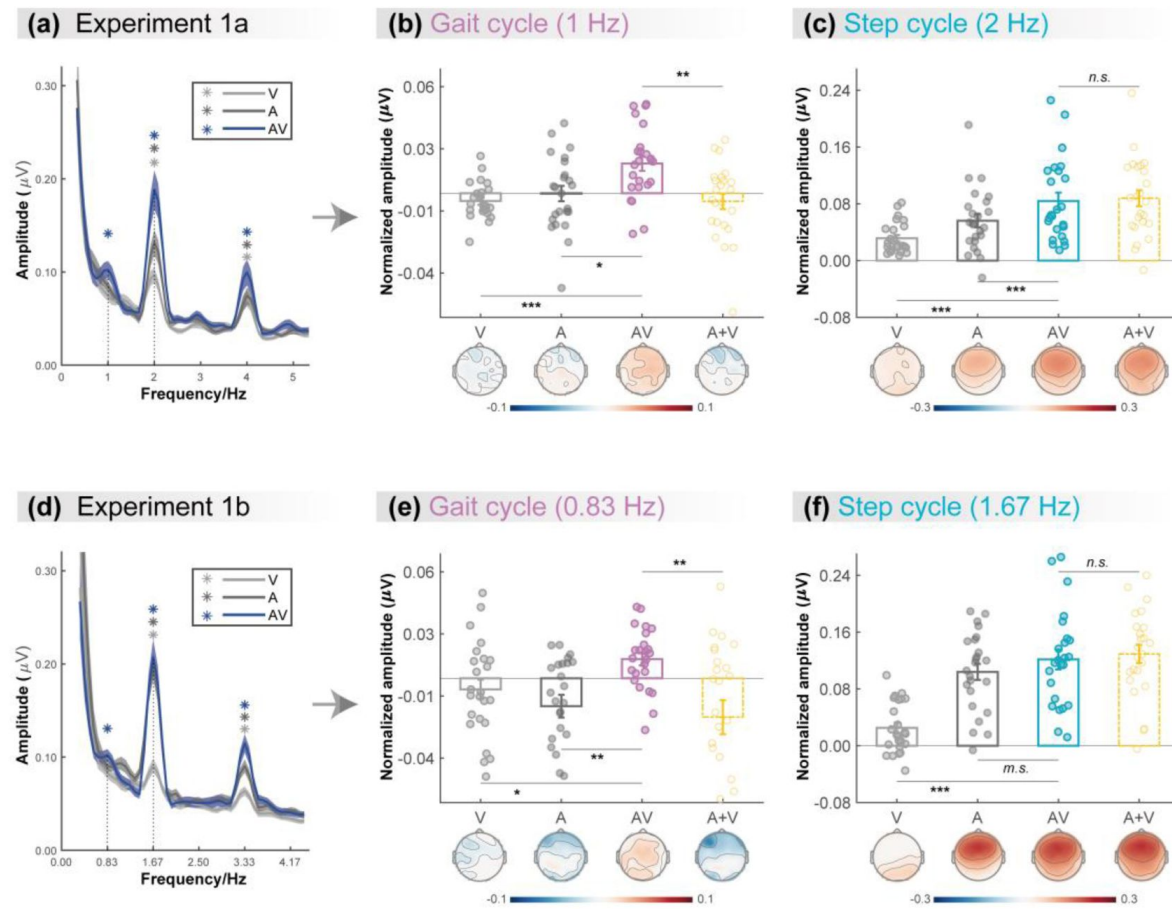 (a) Experiment 1a
(b) Gait cycle (1 Hz)
(c) Step cycle (2 Hz)
Amplitude (μV)
0.30
0.20
0.10
0.00
0 1 2 3 4 5
Frequency/Hz
V
A
AV
Normalized amplitude (μV)
0.06
0.03
-0.01
-0.04
**
*
***
V A AV A+V
-0.1 0.1
Normalized amplitude (μV)
0.24
0.16
0.08
0.00
-0.08
n.s.
***
***
V A AV A+V
-0.3 0.3
(d) Experiment 1b
(e) Gait cycle (0.83 Hz)
(f) Step cycle (1.67 Hz)
Amplitude (μV)
0.30
0.20
0.10
0.00
0.00 0.83 1.67 2.50 3.33 4.17
Frequency/Hz
V
A
AV
Normalized amplitude (μV)
0.06
0.03
-0.01
-0.04
**
**
*
V A AV A+V
-0.1 0.1
Normalized amplitude (μV)
0.24
0.16
0.08
0.00
-0.08
n.s.
m.s.
***
V A AV A+V
-0.3 0.3